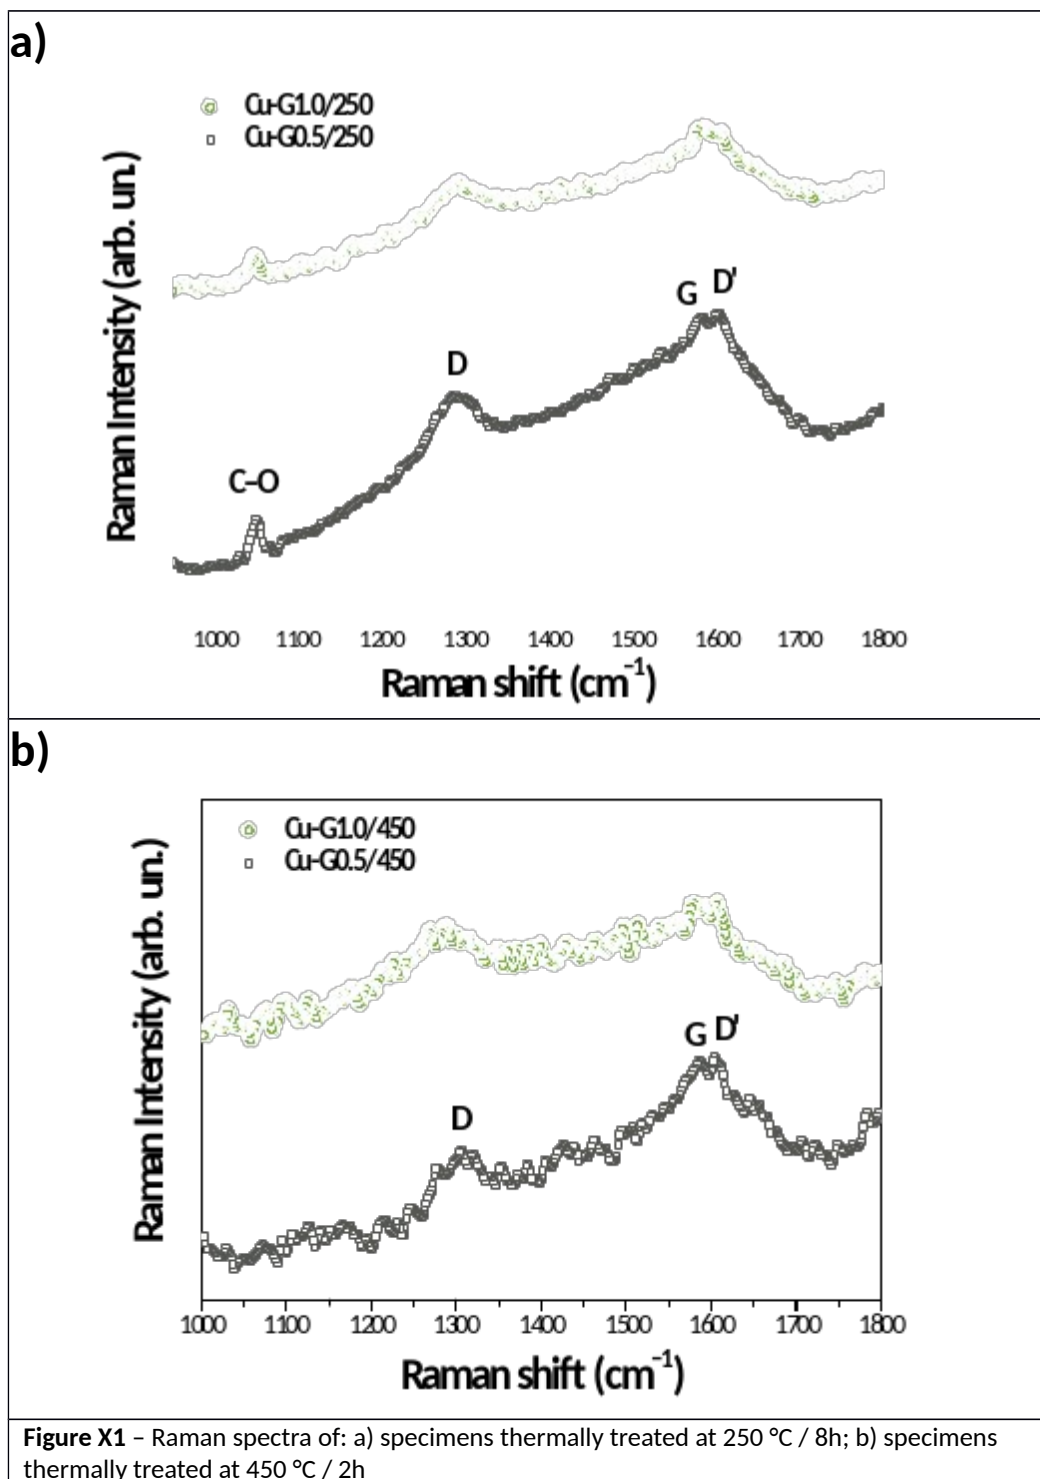 a)
Cu-G1.0/250
Cu-G0.5/250
Raman Intensity (arb. un.)
G D'
D
C–O
1000 1100 1200 1300 1400 1500 1600 1700 1800
Raman shift (cm⁻¹)
b)
Cu-G1.0/450
Cu-G0.5/450
Raman Intensity (arb. un.)
G D'
D
1000 1100 1200 1300 1400 1500 1600 1700 1800
Raman shift (cm⁻¹)
Figure X1 – Raman spectra of: a) specimens thermally treated at 250 °C / 8h; b) specimens
thermally treated at 450 °C / 2h